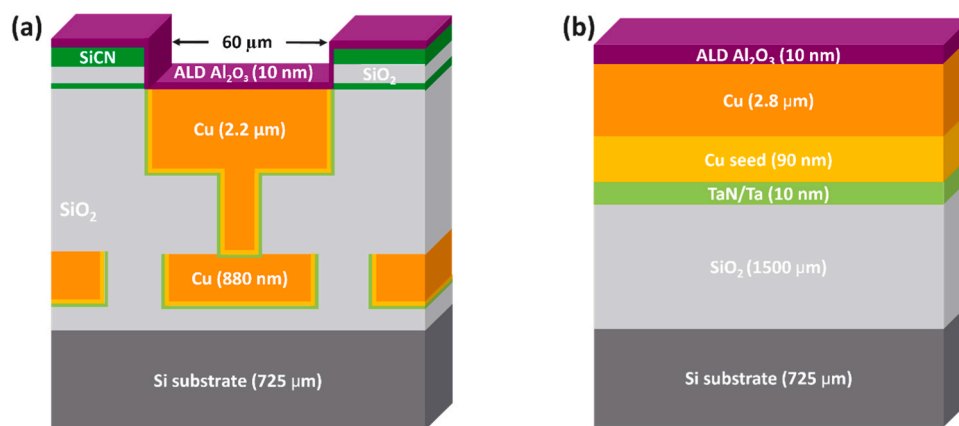 (a)
60 μm
SiCN
ALD Al₂O₃ (10 nm)
SiO₂
Cu (2.2 μm)
SiO₂
Cu (880 nm)
Si substrate (725 μm)
(b)
ALD Al₂O₃ (10 nm)
Cu (2.8 μm)
Cu seed (90 nm)
TaN/Ta (10 nm)
SiO₂ (1500 μm)
Si substrate (725 μm)